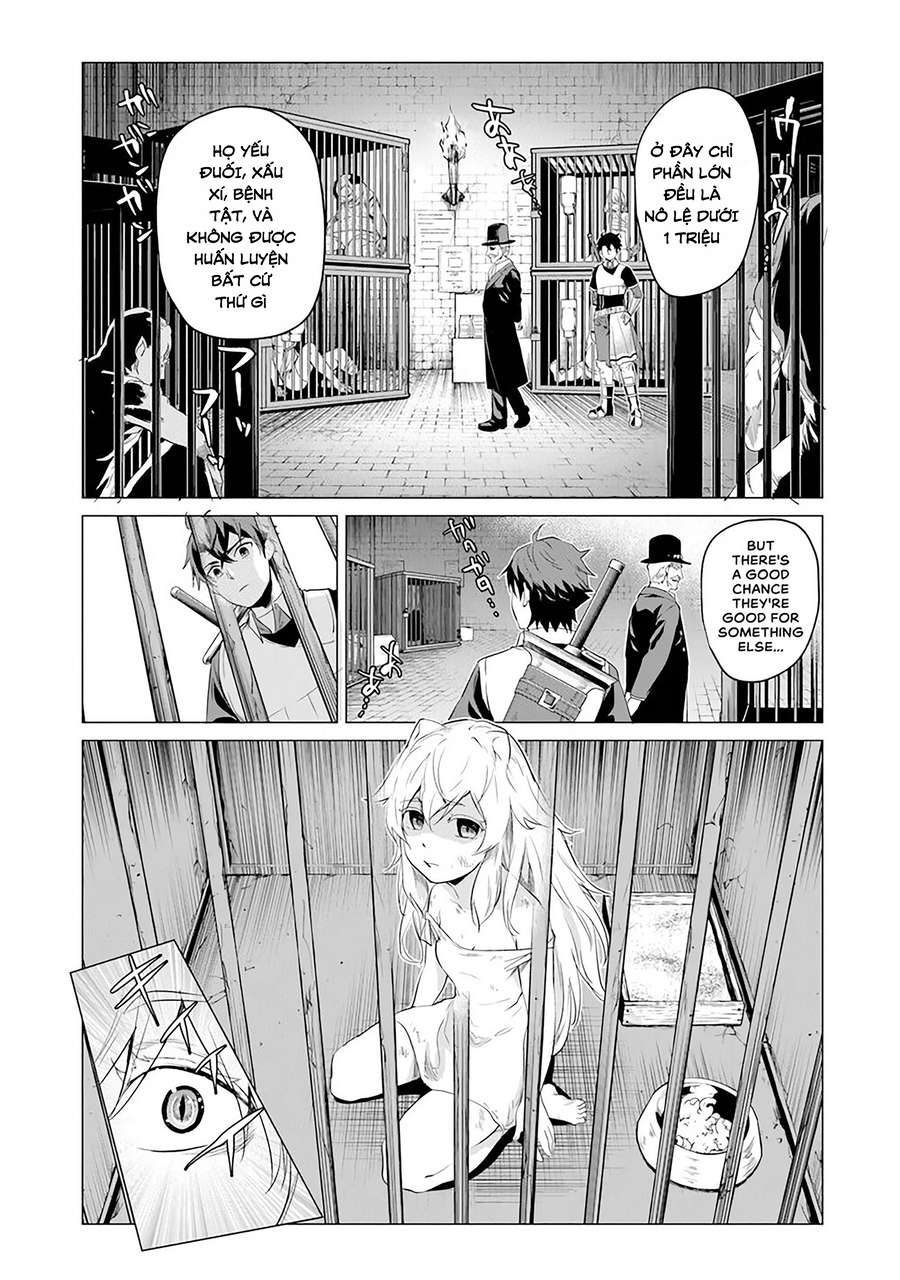 Ở ĐÂY CHỈ
PHẦN LỚN
ĐỀU LÀ
NÔ LỆ DƯỚI
1 TRIỆU
HỌ YẾU
ĐUỐI, XẤU
XÍ, BỆNH
TẬT, VÀ
KHÔNG ĐƯỢC
HUẤN LUYỆN
BẤT CỨ
THỨ GÌ
BUT
THERE'S
A GOOD
CHANCE
THEY'RE
GOOD FOR
SOMETHING
ELSE...